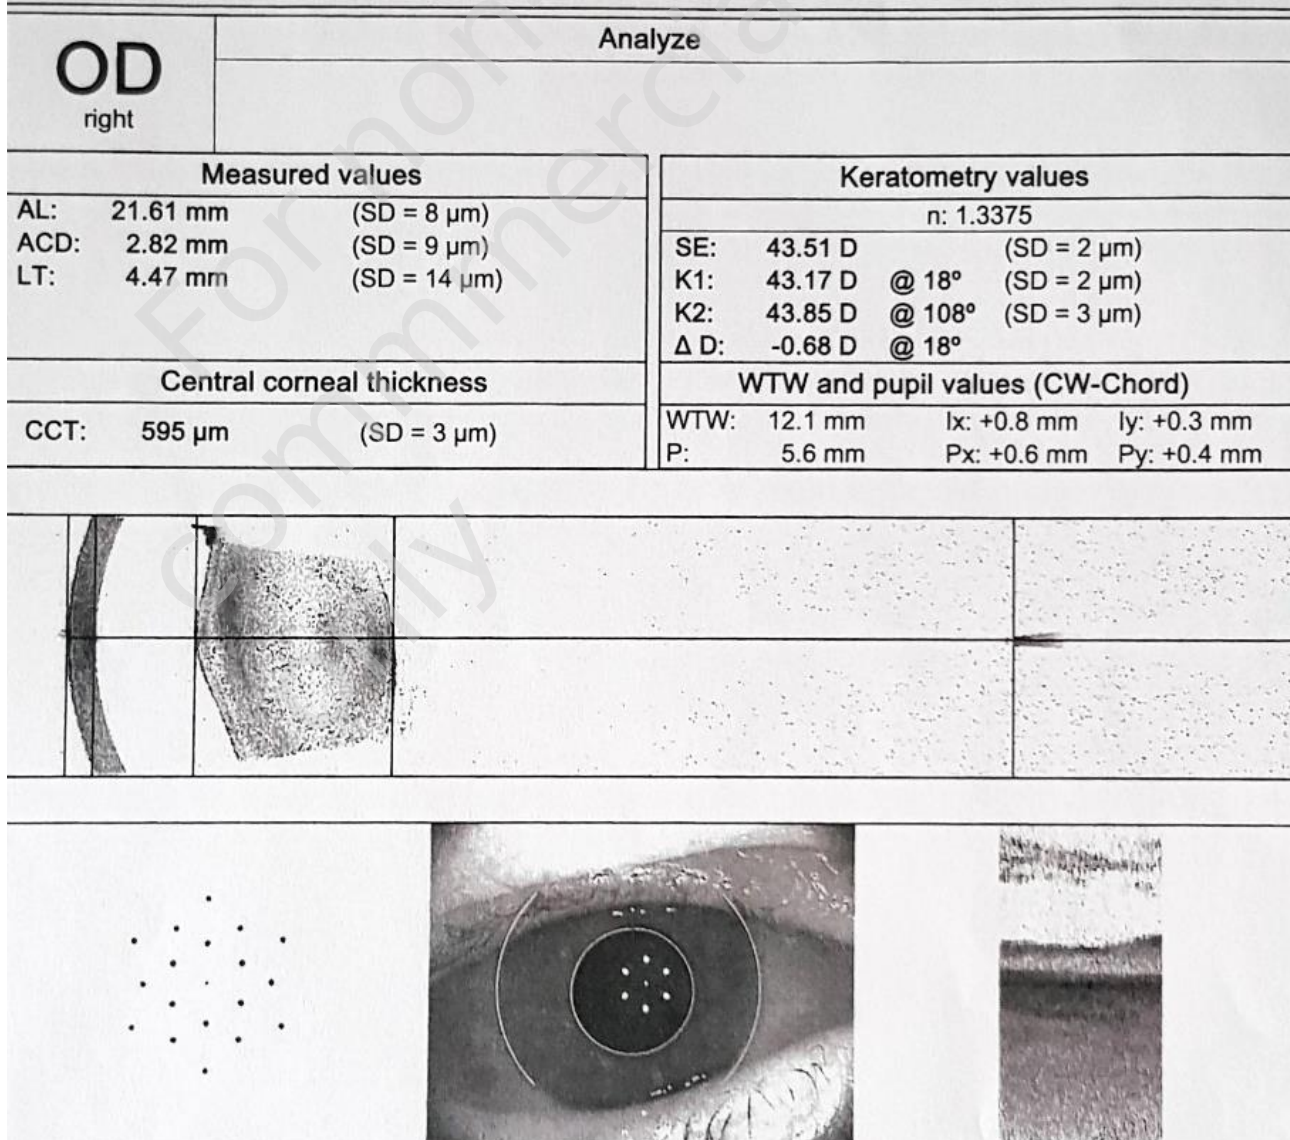 OD
right
Analyze
Measured values
AL: 21.61 mm (SD = 8 µm)
ACD: 2.82 mm (SD = 9 µm)
LT: 4.47 mm (SD = 14 µm)
Keratometry values
n: 1.3375
SE: 43.51 D (SD = 2 µm)
K1: 43.17 D @ 18° (SD = 2 µm)
K2: 43.85 D @ 108° (SD = 3 µm)
Δ D: -0.68 D @ 18°
Central corneal thickness
CCT: 595 µm (SD = 3 µm)
WTW and pupil values (CW-Chord)
WTW: 12.1 mm Ix: +0.8 mm Iy: +0.3 mm
P: 5.6 mm Px: +0.6 mm Py: +0.4 mm
For non
commercia
only